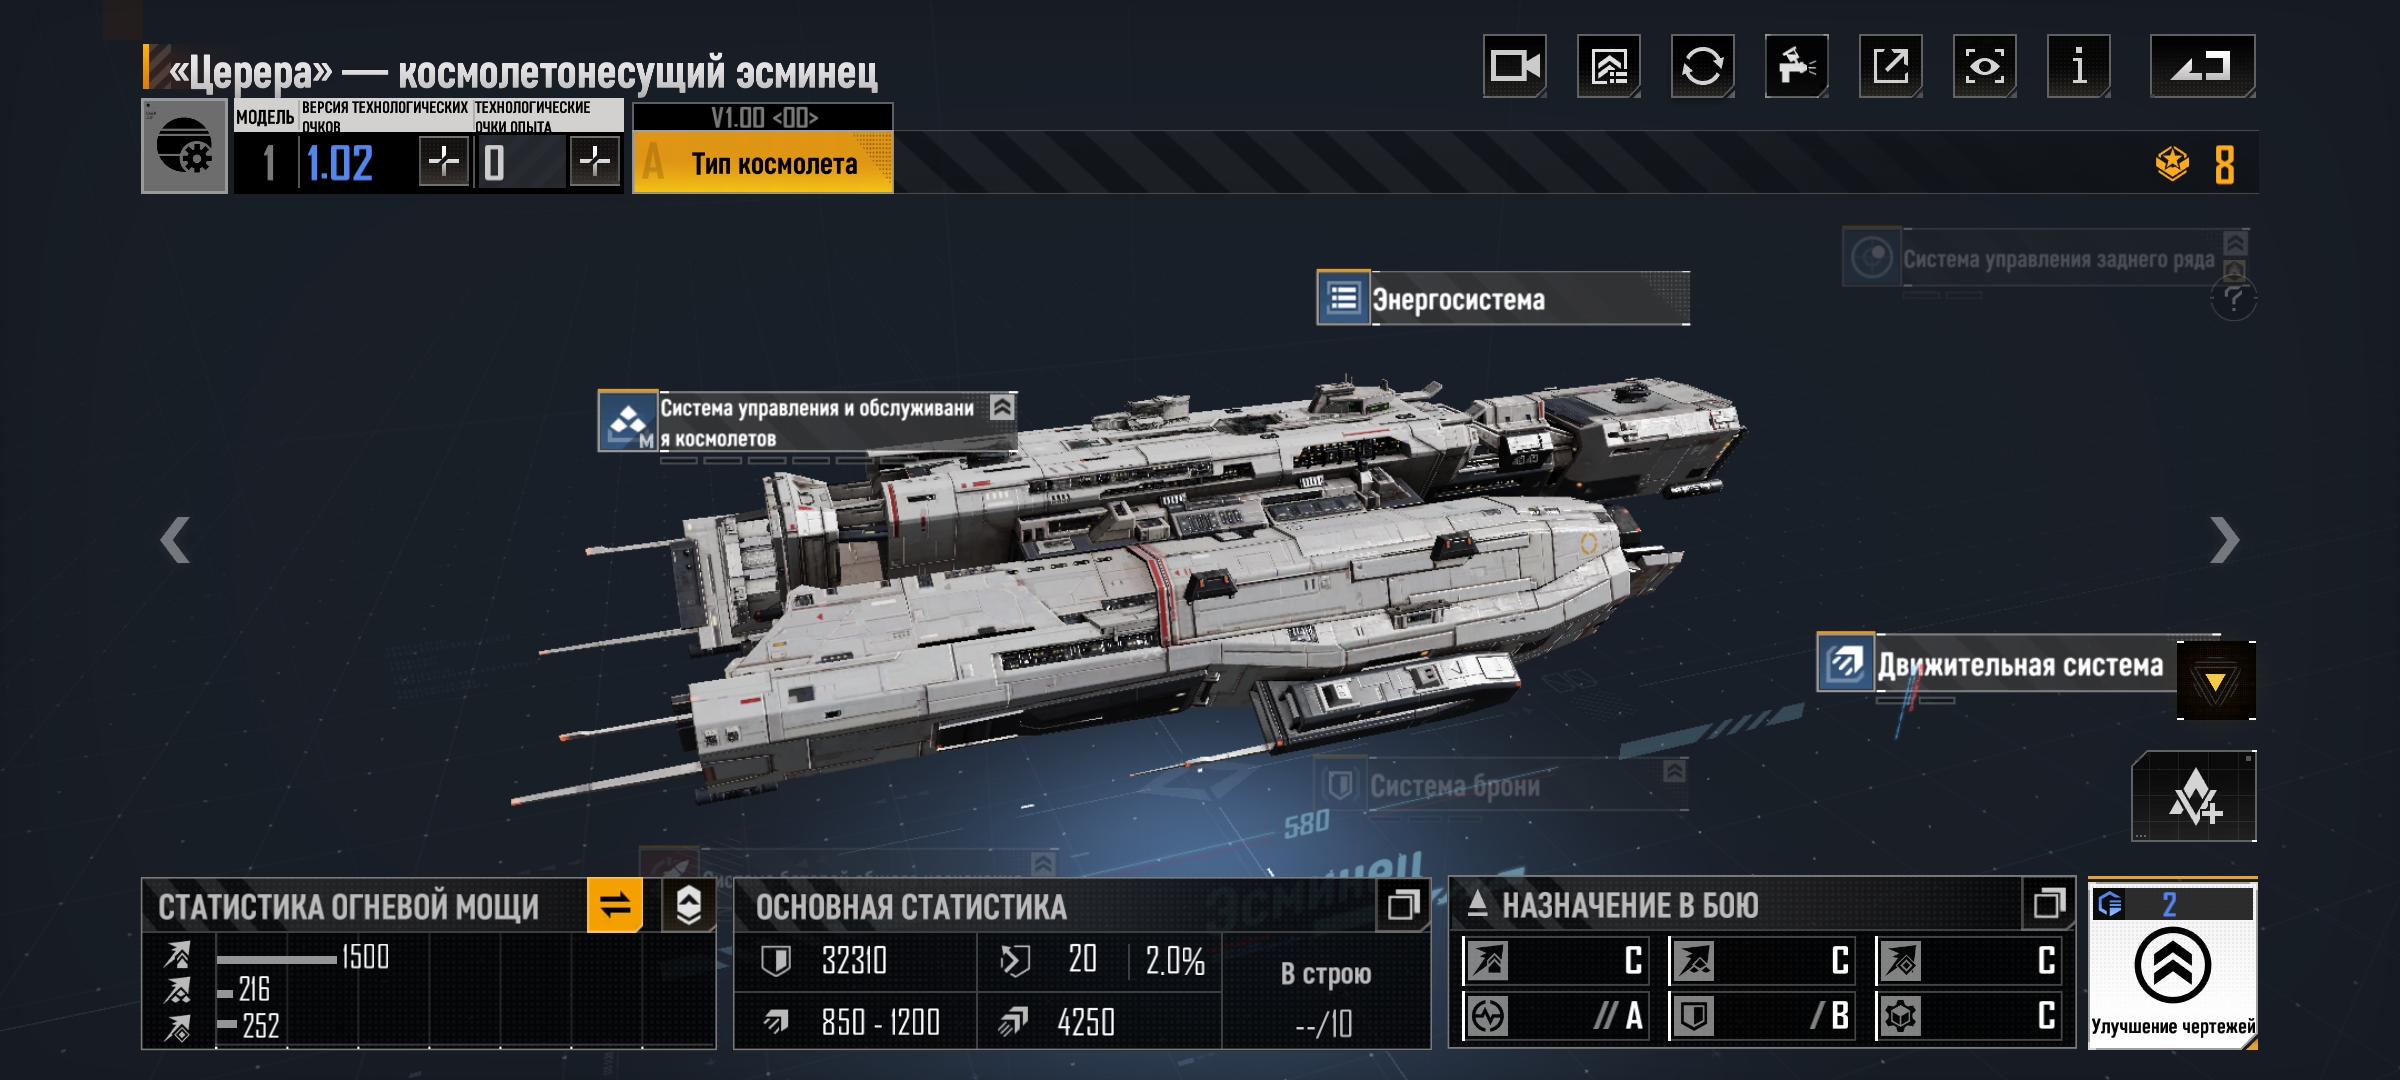 «Церера» — космолетонесущий эсминец
МОДЕЛЬ
ВЕРСИЯ ТЕХНОЛОГИЧЕСКИХ
ОЧКОВ
ТЕХНОЛОГИЧЕСКИЕ
ОЧКИ ОПЫТА
1
1.02
0
V1.00 <00>
A Тип космолета
8
Система управления заднего ряда
?
Энергосистема
Система управления и обслуживани
я космолетов
M
Движительная система
Система брони
580
Эсминец
СТАТИСТИКА ОГНЕВОЙ МОЩИ
1500
216
252
ОСНОВНАЯ СТАТИСТИКА
32310
20
2.0%
850 - 1200
4250
В строю
--/10
НАЗНАЧЕНИЕ В БОЮ
C
C
C
// A
/ B
C
2
Улучшение чертежей